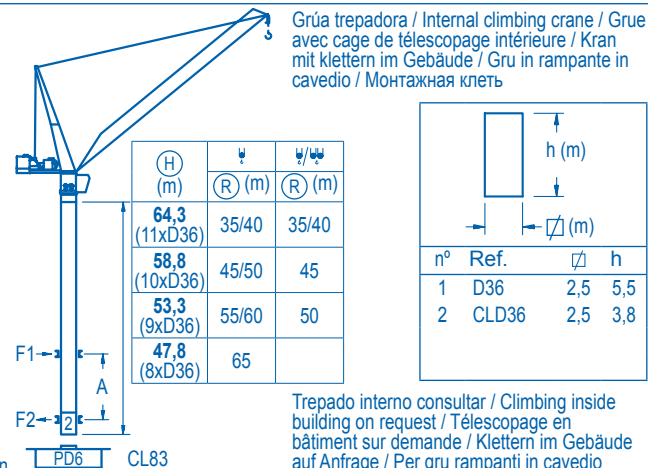 Grúa trepadora / Internal climbing crane / Grue
avec cage de télescopage intérieure / Kran
mit klettern im Gebäude / Gru in rampante in
cavedio / Монтажная клеть
H
(m)
R (m) R (m)
64,3
(11xD36) 35/40 35/40
58,8
(10xD36) 45/50 45
53,3
(9xD36) 55/60 50
47,8
(8xD36) 65
h (m)
(m)
nº Ref. h
1 D36 2,5 5,5
2 CLD36 2,5 3,8
F1
A
F2
2
PD6 CL83
Trepado interno consultar / Climbing inside
building on request / Télescopage en
bâtiment sur demande / Klettern im Gebäude
auf Anfrage / Per gru rampanti in cavedio